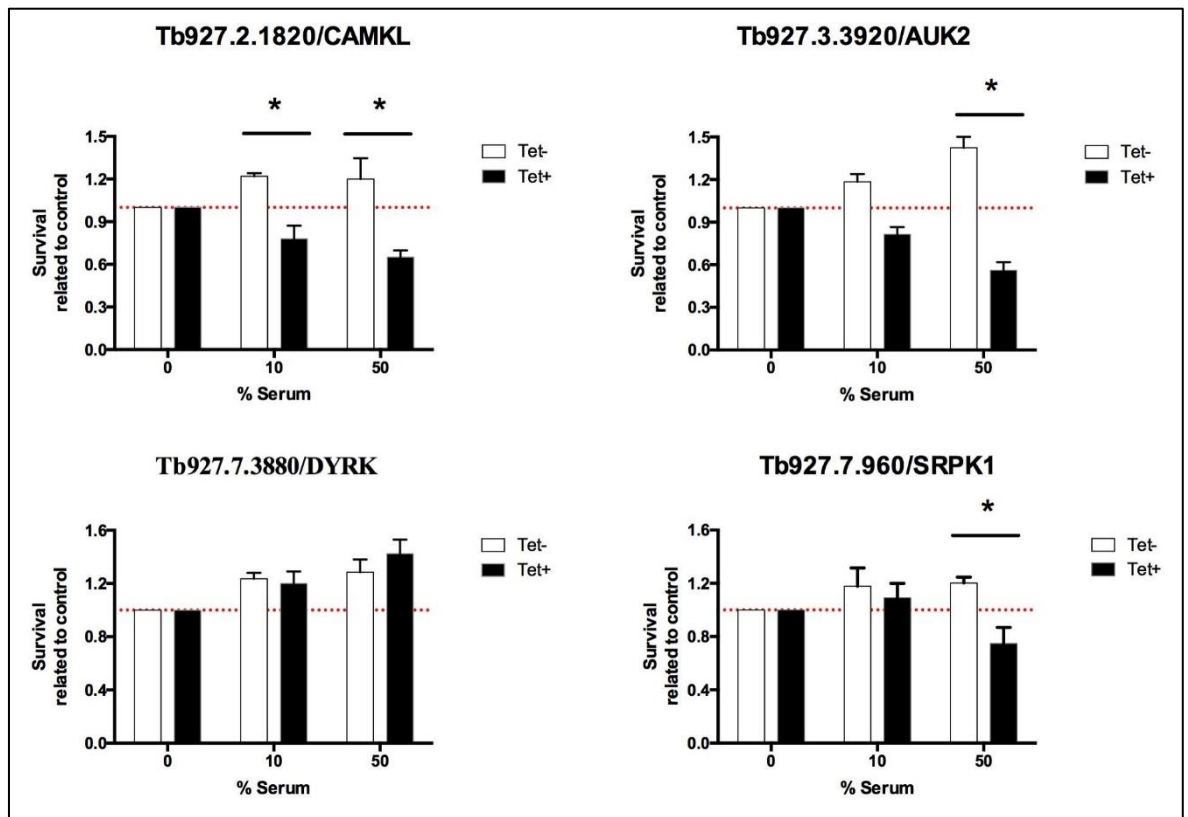 Tb927.2.1820/CAMKL
*
*
Tet-
Tet+
Survival
related to control
1.5
1.2
0.9
0.6
0.3
0.0
0
10
50
% Serum
Tb927.3.3920/AUK2
*
Tet-
Tet+
Survival
related to control
1.5
1.2
0.9
0.6
0.3
0.0
0
10
50
% Serum
Tb927.7.3880/DYRK
Tet-
Tet+
Survival
related to control
1.6
1.2
0.8
0.4
0.0
0
10
50
% Serum
Tb927.7.960/SRPK1
*
Tet-
Tet+
Survival
related to control
1.6
1.2
0.8
0.4
0.0
0
10
50
% Serum